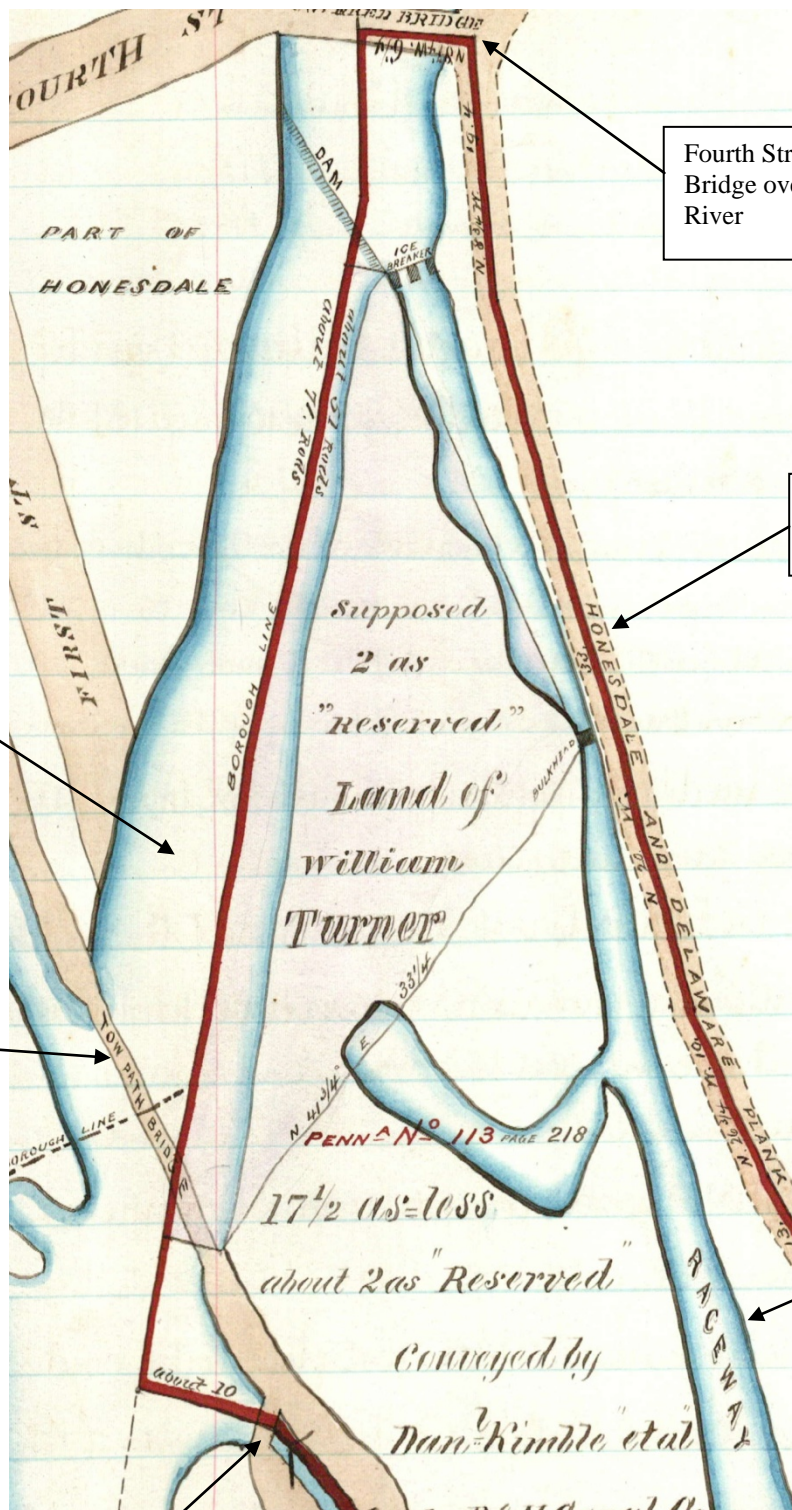 BRIDGE
FOURTH ST
Fourth Str
Bridge ove
River
DAM
PART OF
HONESDALE
ICE
BREAKER
about 51 Rods
about 71. Rods
BOROUGH LINE
FIRST
ST
HONESDALE AND DELAWARE PLANK
33'
Supposed
2 as
"Reserved"
Land of
William
Turner
BULKHEAD
N 41 3/4° E 33 1/4
TOW PATH BRIDGE
BOROUGH LINE
PENNA No 113 PAGE 218
17 1/2 as=less
about 2 as "Reserved"
Conveyed by
Danl Kimble "et al"
RACEWAY
about 10